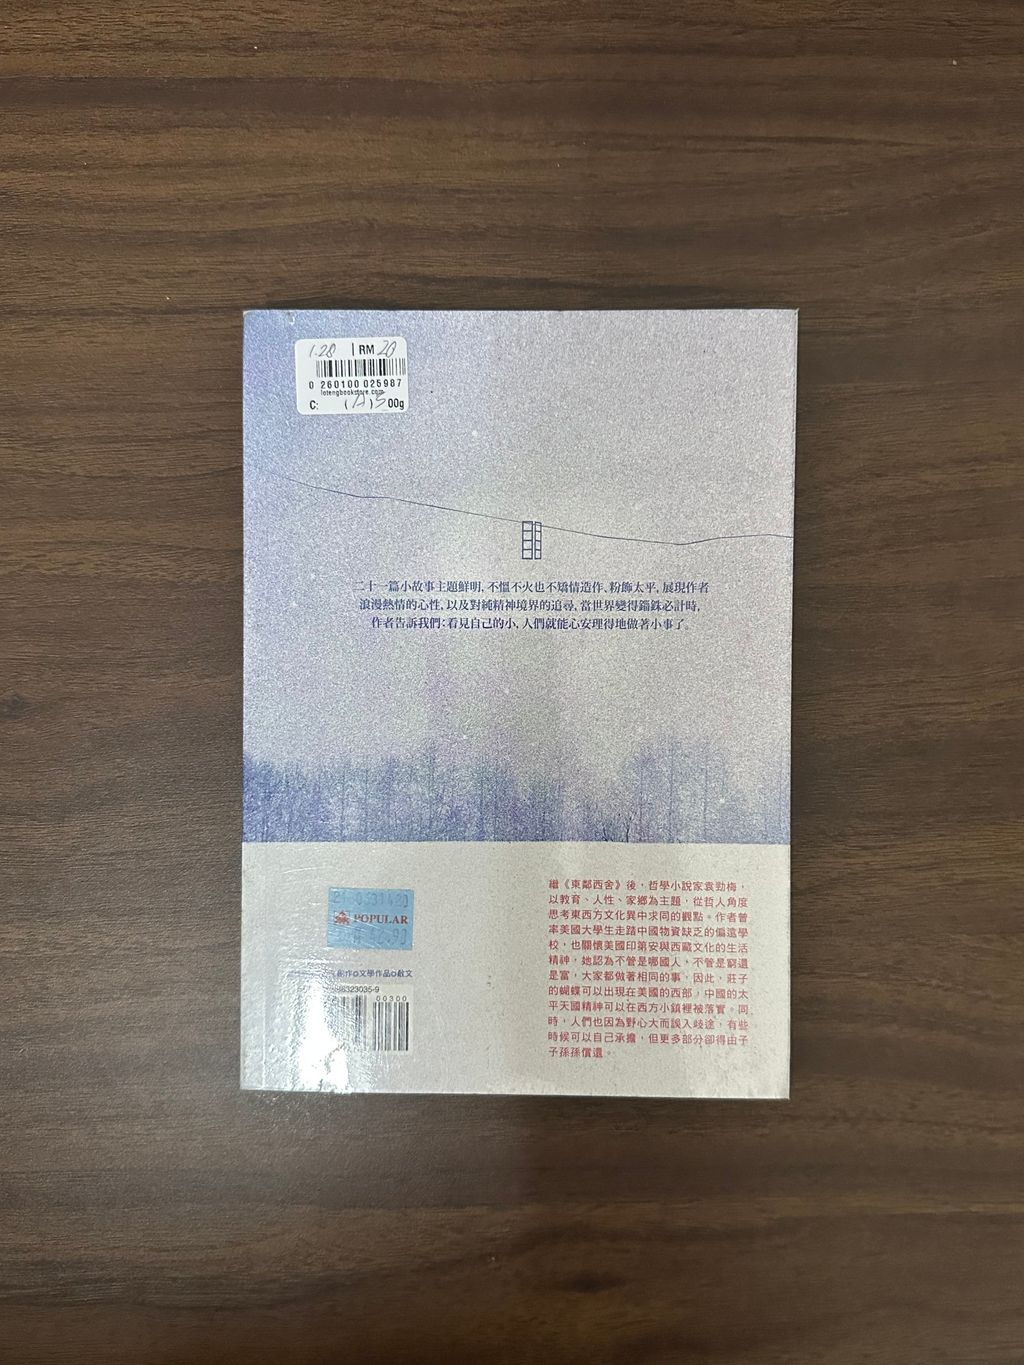 1.28 | RM 20
0 260100 025987
lotengbookstore.com
C: (A) 500g
二十一篇小故事主題鮮明, 不慍不火也不矯情造作, 粉飾太平, 展現作者
浪漫熱情的心性, 以及對純精神境界的追尋, 當世界變得錙銖必計時,
作者告訴我們:看見自己的小, 人們就能心安理得地做著小事了。
繼《東鄰西舍》後，哲學小說家袁勁梅，
以教育、人性、家鄉為主題，從哲人角度
思考東西方文化異中求同的觀點。作者曾
率美國大學生走踏中國物資缺乏的偏遠學
校，也關懷美國印第安與西藏文化的生活
精神，她認為不管是哪國人，不管是窮還
是富，大家都做著相同的事，因此，莊子
的蝴蝶可以出現在美國的西部，中國的太
平天國精神可以在西方小鎮裡被落實。同
時，人們也因為野心大而誤入歧途，有些
時候可以自己承擔，但更多部分卻得由子
子孫孫償還。
POPULAR
創作✿文學作品✿散文
86323035-9
00300